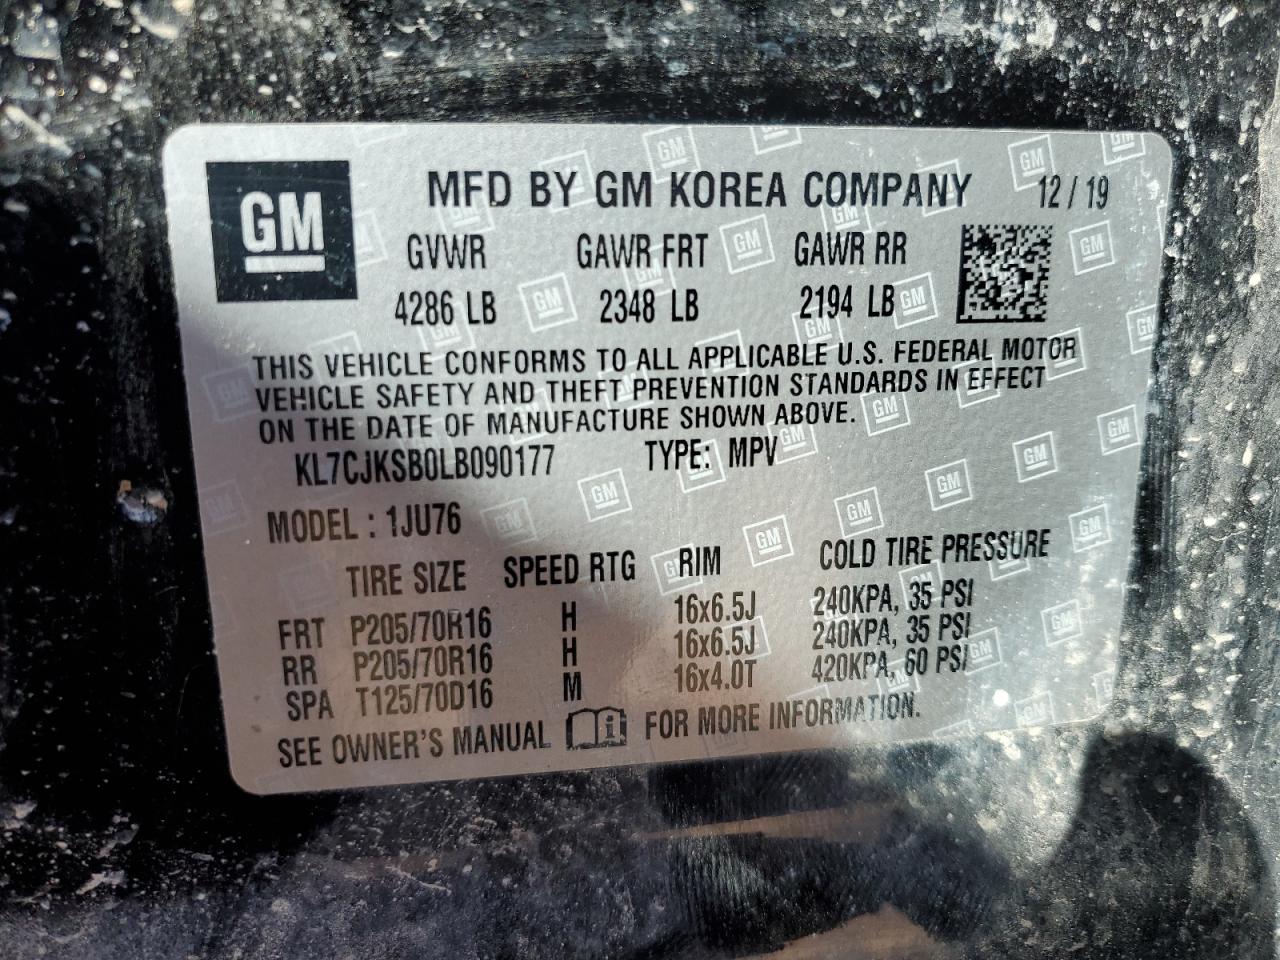 GM
MFD BY GM KOREA COMPANY 12 / 19
GVWR GAWR FRT GAWR RR
4286 LB 2348 LB 2194 LB
THIS VEHICLE CONFORMS TO ALL APPLICABLE U.S. FEDERAL MOTOR
VEHICLE SAFETY AND THEFT PREVENTION STANDARDS IN EFFECT
ON THE DATE OF MANUFACTURE SHOWN ABOVE.
KL7CJKSB0LB090177 TYPE: MPV
MODEL : 1JU76
TIRE SIZE SPEED RTG RIM COLD TIRE PRESSURE
FRT P205/70R16 H 16x6.5J 240KPA, 35 PSI
RR P205/70R16 H 16x6.5J 240KPA, 35 PSI
SPA T125/70D16 M 16x4.0T 420KPA, 60 PSI
SEE OWNER'S MANUAL i FOR MORE INFORMATION.